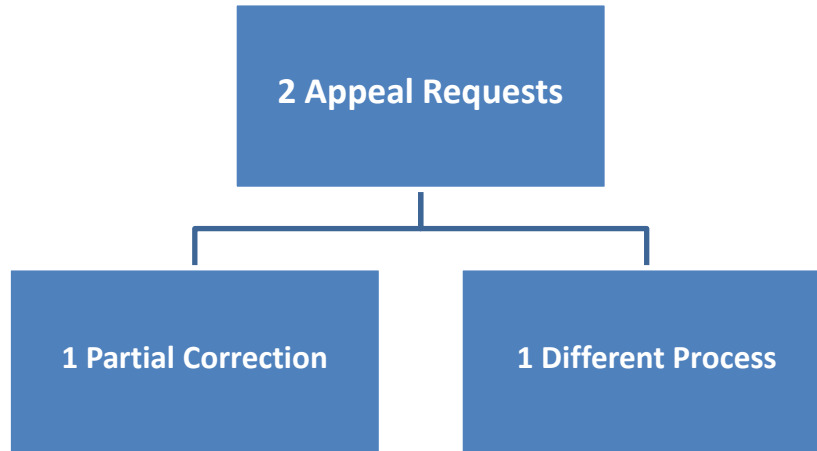 2 Appeal Requests
1 Partial Correction
1 Different Process